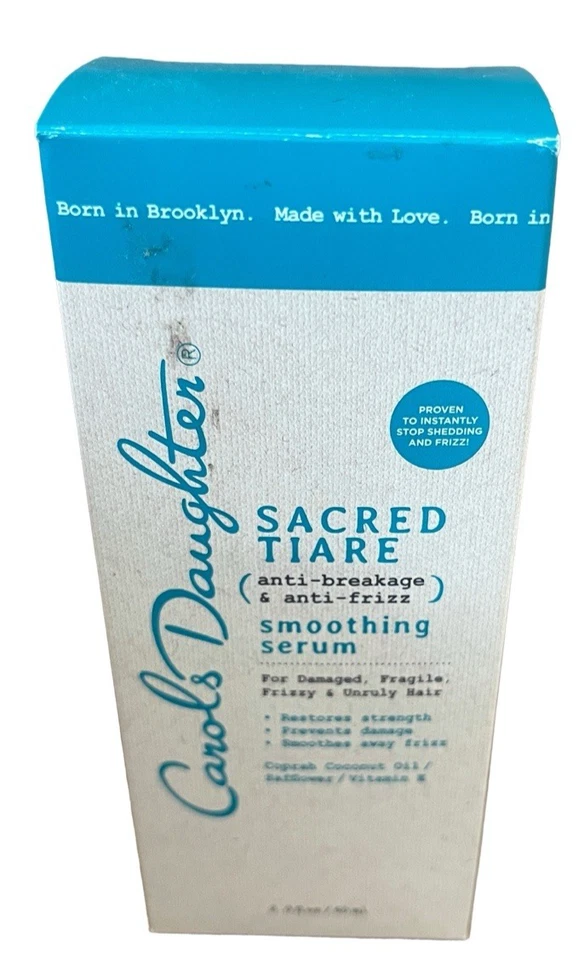 Born in Brooklyn. Made with Love. Born in
Carols Daughter®
PROVEN
TO INSTANTLY
STOP SHEDDING
AND FRIZZ!
SACRED
TIARE
(anti-breakage
& anti-frizz)
smoothing
serum
For Damaged, Fragile,
Frizzy & Unruly Hair
• Restores strength
• Prevents damage
• Smoothes away frizz
Coprah Coconut Oil /
Safflower / Vitamin E